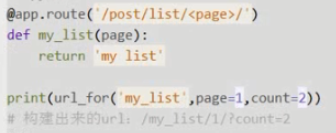 @app.route('/post/list/<page>/')
def my_list(page):
    return 'my list'
print(url_for('my_list',page=1,count=2))
# 构建出来的url：/my_list/1/?count=2